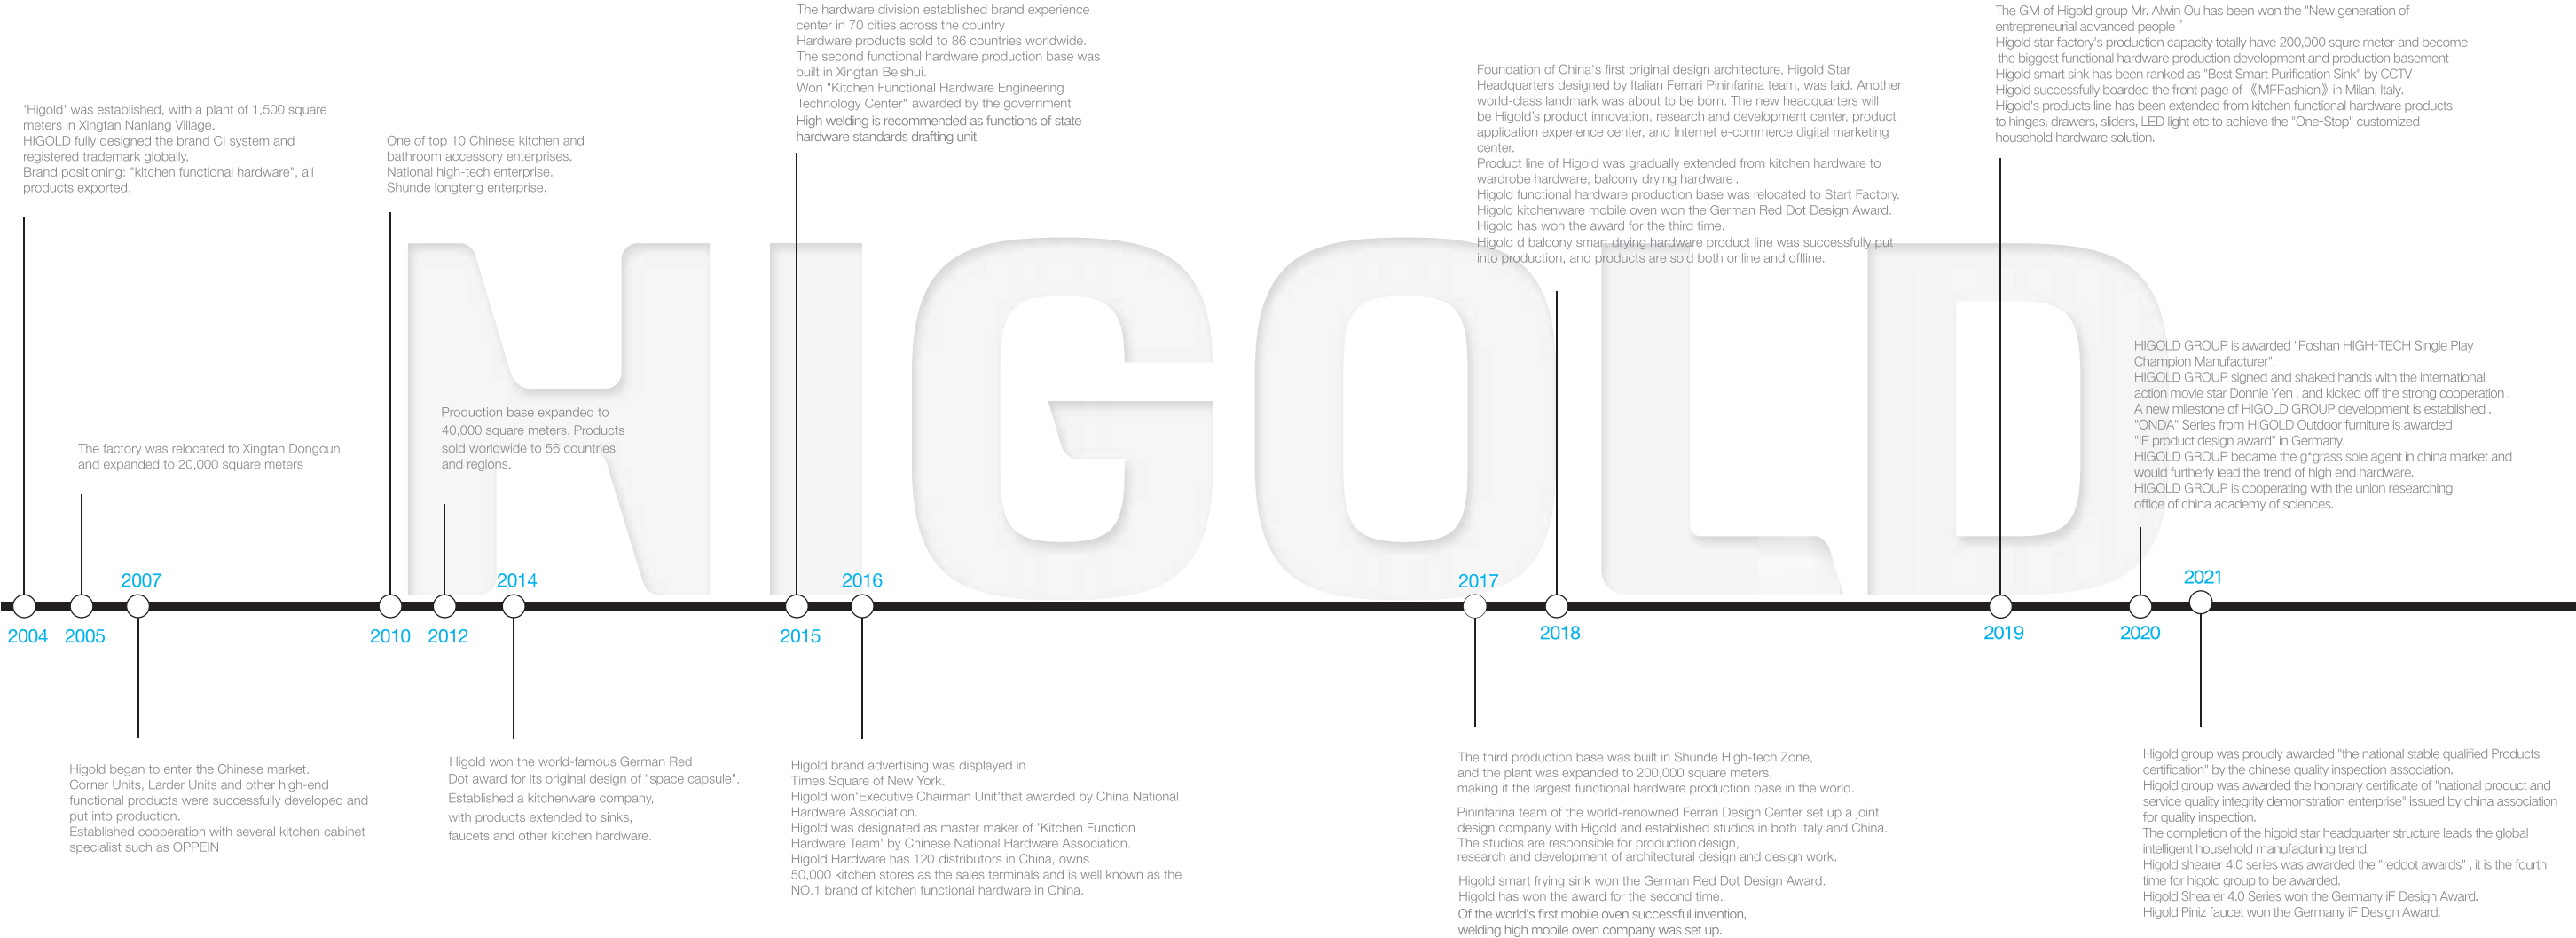 'Higold' was established, with a plant of 1,500 square
meters in Xingtan Nanlang Village.
HIGOLD fully designed the brand CI system and
registered trademark globally.
Brand positioning: "kitchen functional hardware", all
products exported.
2004
The factory was relocated to Xingtan Dongcun
and expanded to 20,000 square meters
2005
2007
Higold began to enter the Chinese market.
Corner Units, Larder Units and other high-end
functional products were successfully developed and
put into production.
Established cooperation with several kitchen cabinet
specialist such as OPPEIN
One of top 10 Chinese kitchen and
bathroom accessory enterprises.
National high-tech enterprise.
Shunde longteng enterprise.
2010
Production base expanded to
40,000 square meters. Products
sold worldwide to 56 countries
and regions.
2012
2014
Higold won the world-famous German Red
Dot award for its original design of "space capsule".
Established a kitchenware company,
with products extended to sinks,
faucets and other kitchen hardware.
The hardware division established brand experience
center in 70 cities across the country
Hardware products sold to 86 countries worldwide.
The second functional hardware production base was
built in Xingtan Beishui.
Won "Kitchen Functional Hardware Engineering
Technology Center" awarded by the government
High welding is recommended as functions of state
hardware standards drafting unit
2015
2016
Higold brand advertising was displayed in
Times Square of New York.
Higold won'Executive Chairman Unit'that awarded by China National
Hardware Association.
Higold was designated as master maker of 'Kitchen Function
Hardware Team' by Chinese National Hardware Association.
Higold Hardware has 120 distributors in China, owns
50,000 kitchen stores as the sales terminals and is well known as the
NO.1 brand of kitchen functional hardware in China.
HIGOLD
2017
The third production base was built in Shunde High-tech Zone,
and the plant was expanded to 200,000 square meters,
making it the largest functional hardware production base in the world.
Pininfarina team of the world-renowned Ferrari Design Center set up a joint
design company with Higold and established studios in both Italy and China.
The studios are responsible for production design,
research and development of architectural design and design work.
Higold smart frying sink won the German Red Dot Design Award.
Higold has won the award for the second time.
Of the world's first mobile oven successful invention,
welding high mobile oven company was set up.
Foundation of China's first original design architecture, Higold Star
Headquarters designed by Italian Ferrari Pininfarina team, was laid. Another
world-class landmark was about to be born. The new headquarters will
be Higold's product innovation, research and development center, product
application experience center, and Internet e-commerce digital marketing
center.
Product line of Higold was gradually extended from kitchen hardware to
wardrobe hardware, balcony drying hardware .
Higold functional hardware production base was relocated to Start Factory.
Higold kitchenware mobile oven won the German Red Dot Design Award.
Higold has won the award for the third time.
Higold d balcony smart drying hardware product line was successfully put
into production, and products are sold both online and offline.
2018
The GM of Higold group Mr. Alwin Ou has been won the "New generation of
entrepreneurial advanced people "
Higold star factory's production capacity totally have 200,000 squre meter and become
the biggest functional hardware production development and production basement
Higold smart sink has been ranked as "Best Smart Purification Sink" by CCTV
Higold successfully boarded the front page of 《MFFashion》 in Milan, Italy.
Higold's products line has been extended from kitchen functional hardware products
to hinges, drawers, sliders, LED light etc to achieve the "One-Stop" customized
household hardware solution.
2019
HIGOLD GROUP is awarded "Foshan HIGH-TECH Single Play
Champion Manufacturer".
HIGOLD GROUP signed and shaked hands with the international
action movie star Donnie Yen , and kicked off the strong cooperation .
A new milestone of HIGOLD GROUP development is established .
"ONDA" Series from HIGOLD Outdoor furniture is awarded
"IF product design award" in Germany.
HIGOLD GROUP became the g*grass sole agent in china market and
would furtherly lead the trend of high end hardware.
HIGOLD GROUP is cooperating with the union researching
office of china academy of sciences.
2020
2021
Higold group was proudly awarded "the national stable qualified Products
certification" by the chinese quality inspection association.
Higold group was awarded the honorary certificate of "national product and
service quality integrity demonstration enterprise" issued by china association
for quality inspection.
The completion of the higold star headquarter structure leads the global
intelligent household manufacturing trend.
Higold shearer 4.0 series was awarded the "reddot awards" , it is the fourth
time for higold group to be awarded.
Higold Shearer 4.0 Series won the Germany iF Design Award.
Higold Piniz faucet won the Germany iF Design Award.